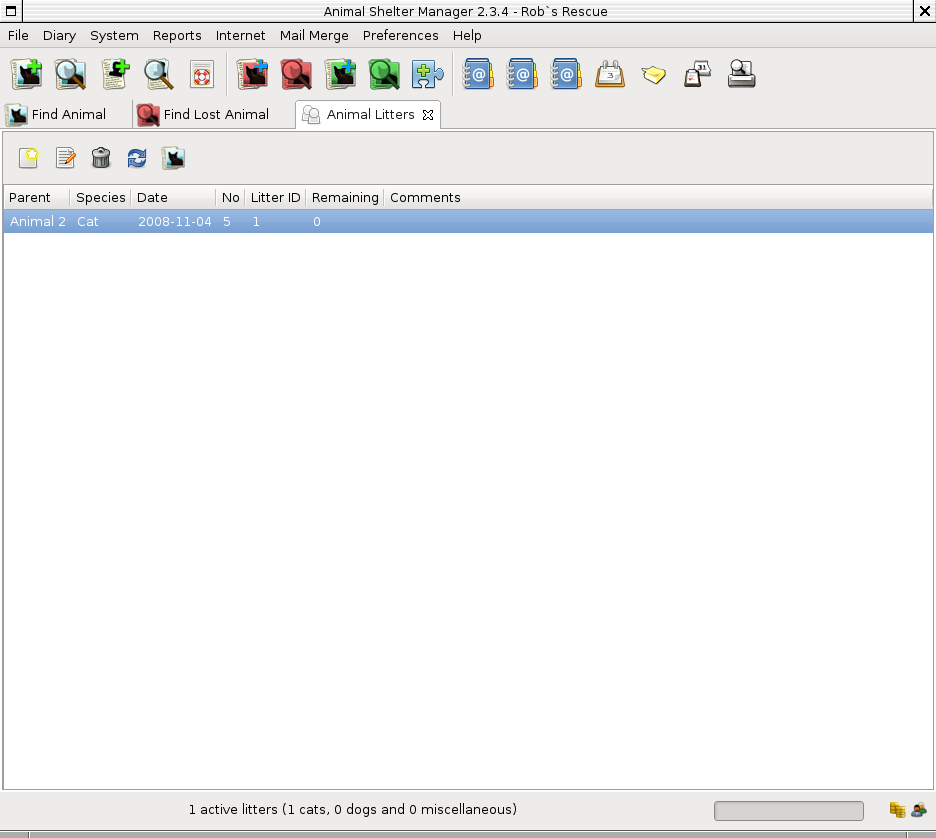 Animal Shelter Manager 2.3.4 - Rob`s Rescue
File Diary System Reports Internet Mail Merge Preferences Help
Find Animal Find Lost Animal Animal Litters
Parent Species Date No Litter ID Remaining Comments
Animal 2 Cat 2008-11-04 5 1 0
1 active litters (1 cats, 0 dogs and 0 miscellaneous)